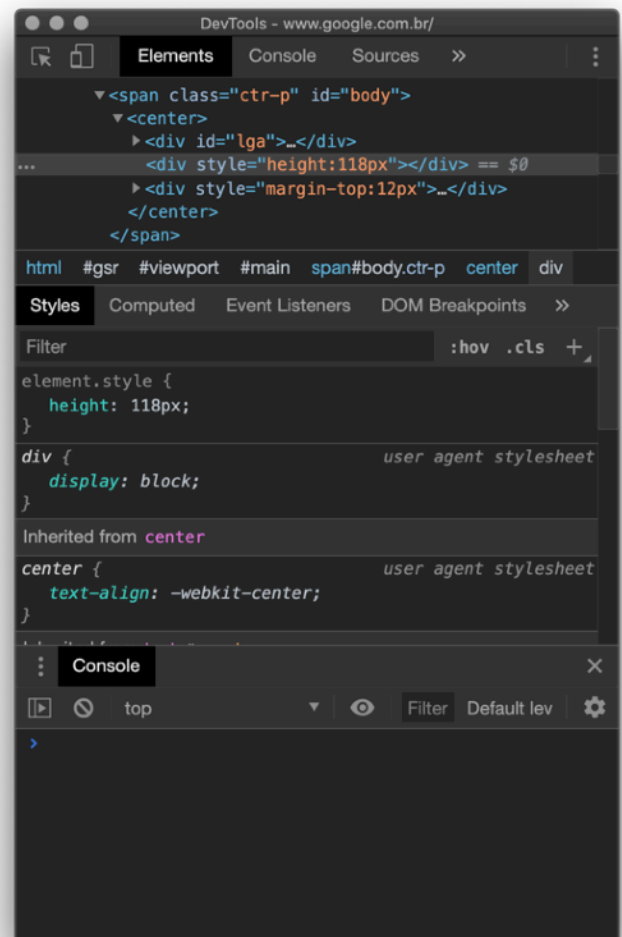 DevTools - www.google.com.br/
Elements Console Sources »
▼<span class="ctr-p" id="body">
▼<center>
▶<div id="lga">…</div>
… <div style="height:118px"></div> == $0
▶<div style="margin-top:12px">…</div>
</center>
</span>
html #gsr #viewport #main span#body.ctr-p center div
Styles Computed Event Listeners DOM Breakpoints »
Filter :hov .cls +
element.style {
height: 118px;
}
div { user agent stylesheet
display: block;
}
Inherited from center
center { user agent stylesheet
text-align: -webkit-center;
}
Console ×
top ▼ Filter Default lev
›